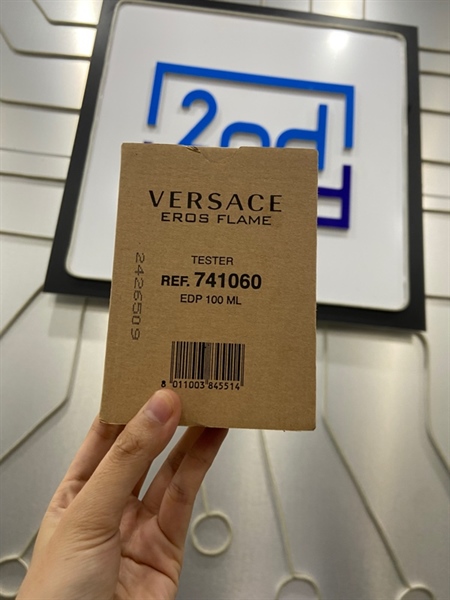 2nd
VERSACE
EROS FLAME
TESTER
REF. 741060
EDP 100 ML
2426509
8 011003 845514